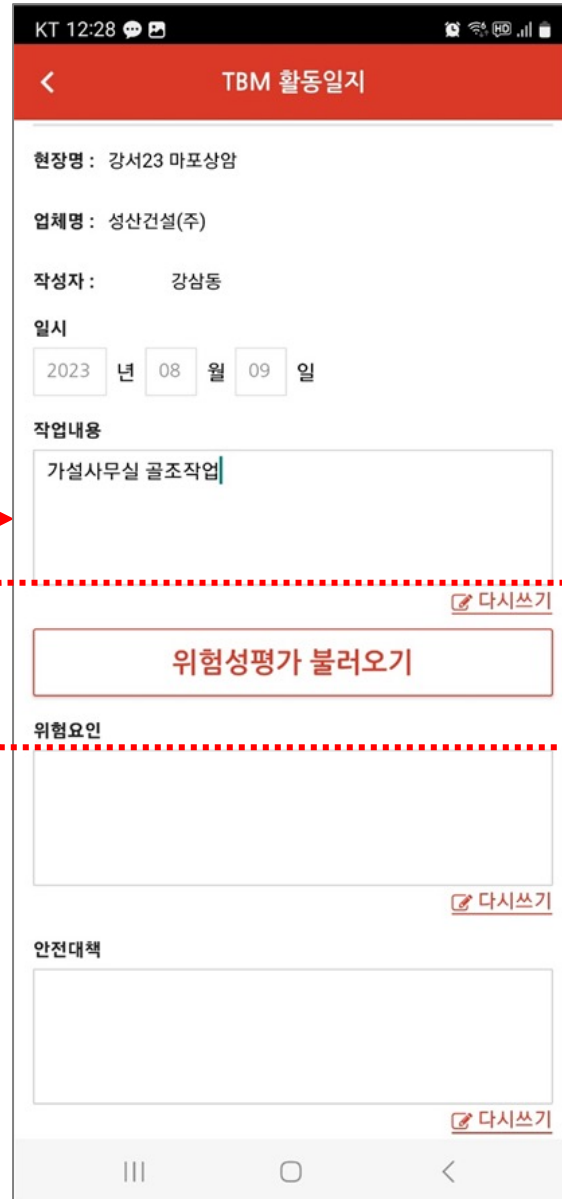 KT 12:28
HD
TBM 활동일지
현장명 : 강서23 마포상암
업체명 : 성산건설(주)
작성자 : 강삼동
일시
2023 년 08 월 09 일
작업내용
가설사무실 골조작업
다시쓰기
위험성평가 불러오기
위험요인
다시쓰기
안전대책
다시쓰기